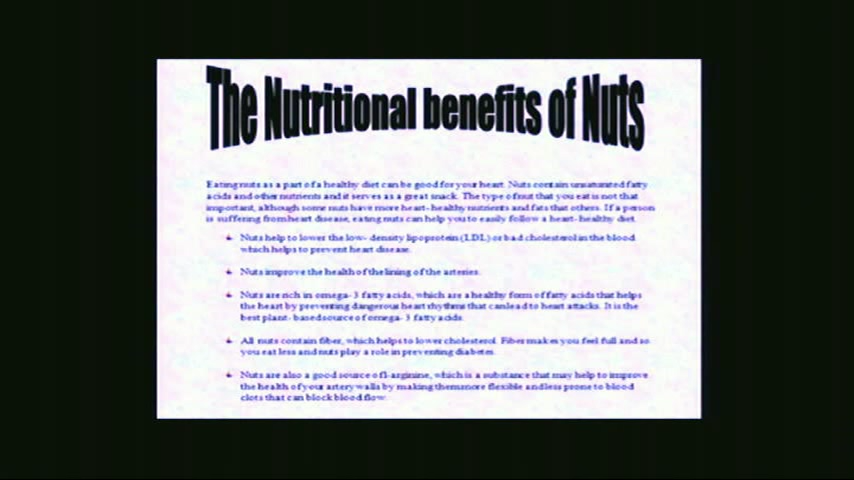 The Nutritional benefits of Nuts
Eating nuts as a part of a healthy diet can be good for your heart. Nuts contain unsaturated fatty
acids and other nutrients and it serves as a great snack. The type of nut that you eat is not that
important, although some nuts have more heart-healthy nutrients and fats that others. If a person
is suffering from heart disease, eating nuts can help you to easily follow a heart-healthy diet.
Nuts help to lower the low-density lipoprotein (LDL) or bad cholesterol in the blood
which helps to prevent heart disease.
Nuts improve the health of the lining of the arteries.
Nuts are rich in omega-3 fatty acids, which are a healthy form of fatty acids that helps
the heart by preventing dangerous heart rhythms that can lead to heart attacks. It is the
best plant-based source of omega-3 fatty acids.
All nuts contain fiber, which helps to lower cholesterol. Fiber makes you feel full and so
you eat less and nuts play a role in preventing diabetes.
Nuts are also a good source of l-arginine, which is a substance that may help to improve
the health of your artery walls by making them more flexible and less prone to blood
clots that can block blood flow.